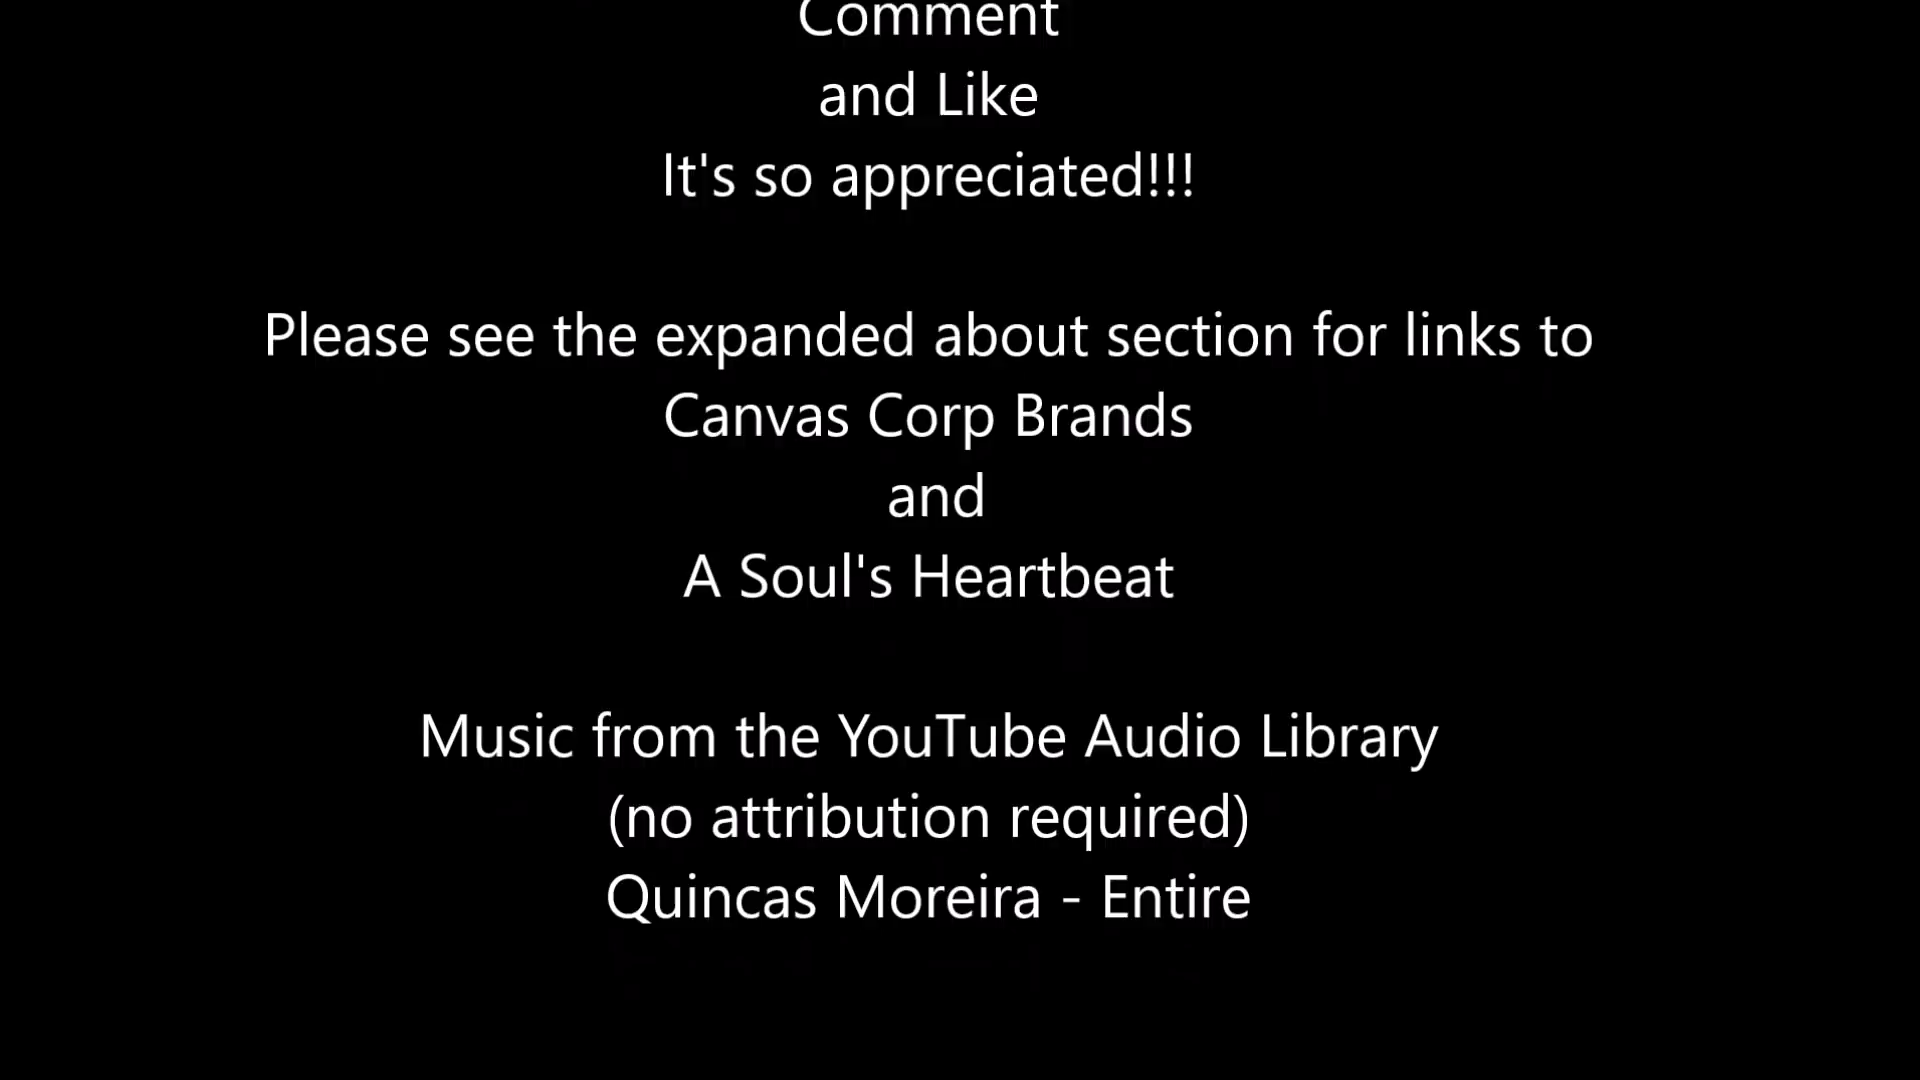 Comment
and Like
It's so appreciated!!!
Please see the expanded about section for links to
Canvas Corp Brands
and
A Soul's Heartbeat
Music from the YouTube Audio Library
(no attribution required)
Quincas Moreira - Entire